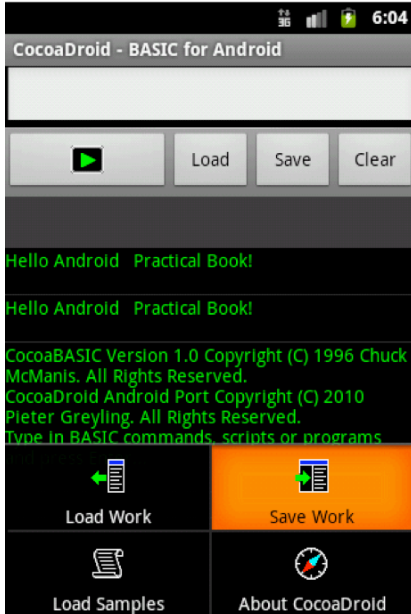 3G 6:04
CocoaDroid - BASIC for Android
Load Save Clear
Hello Android   Practical Book!
Hello Android   Practical Book!
CocoaBASIC Version 1.0 Copyright (C) 1996 Chuck
McManis. All Rights Reserved.
CocoaDroid Android Port Copyright (C) 2010
Pieter Greyling. All Rights Reserved.
Type in BASIC commands, scripts or programs
Load Work Save Work
Load Samples About CocoaDroid